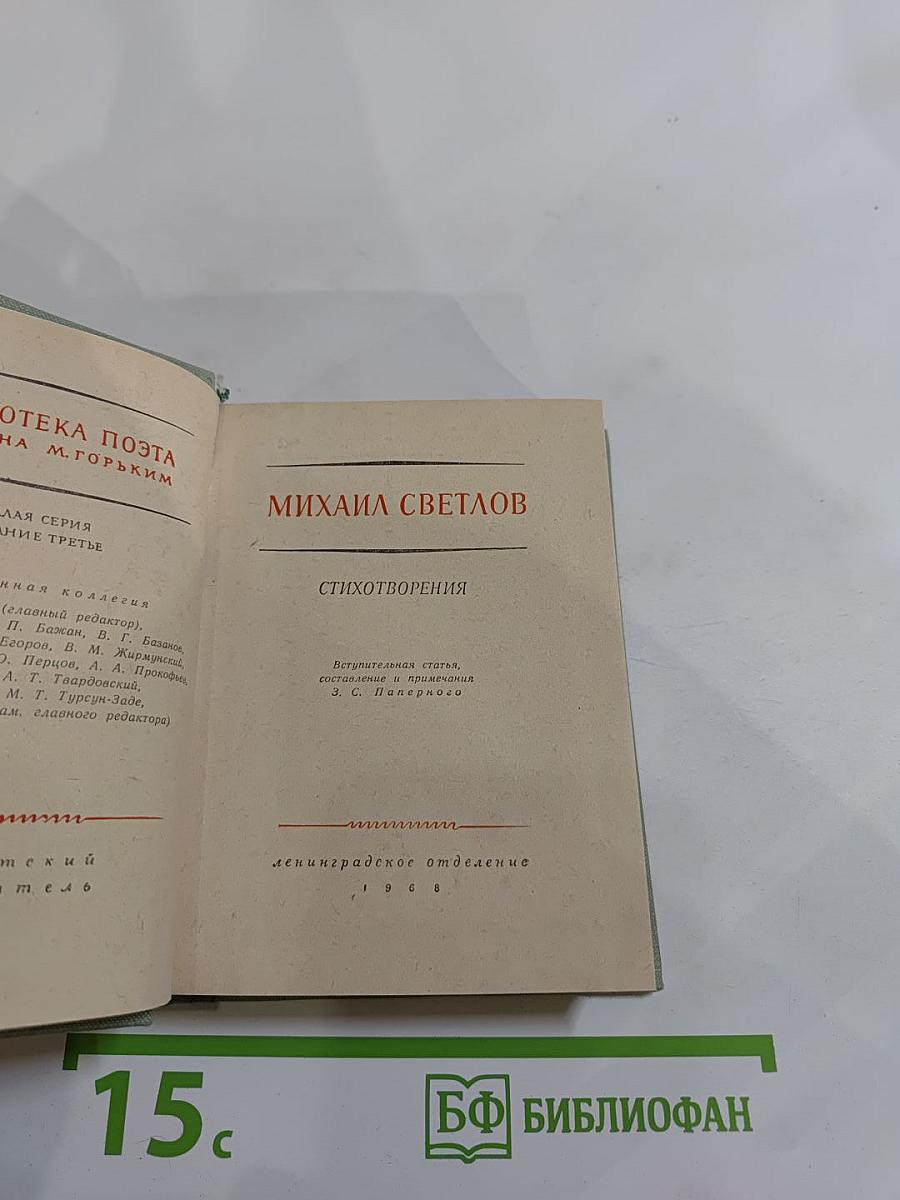 ОТЕКА ПОЭТА
НА М.ГОРЬКИМ
ЛАЯ СЕРИЯ
АНИЕ ТРЕТЬЕ
нная коллегия
(главный редактор),
П. Бажан, В. Г. Базанов,
Егоров, В. М. Жирмунский,
О. Перцов, А. А. Прокофьев,
А. Т. Твардовский,
М. Т. Турсун-Заде,
ам. главного редактора)
тский
тель
МИХАИЛ СВЕТЛОВ
СТИХОТВОРЕНИЯ
Вступительная статья,
составление и примечания
З. С. Паперного
ленинградское отделение
1968
15 с
БФ БИБЛИОФАН